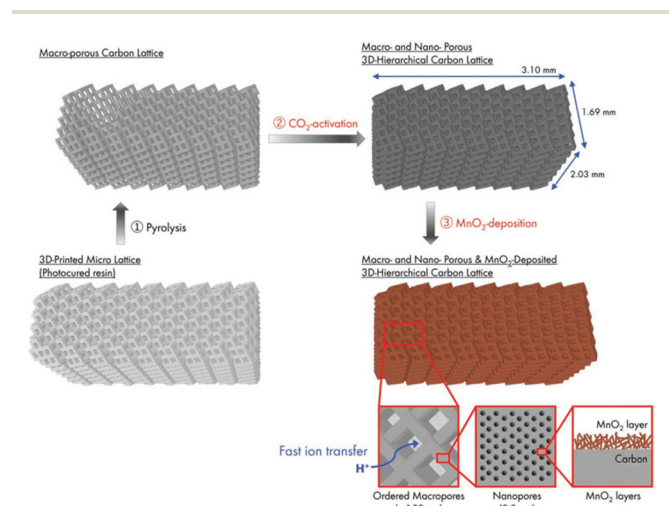 Macro-porous Carbon Lattice
Macro- and Nano- Porous
3D-Hierarchical Carbon Lattice
3.10 mm
② CO₂-activation
1.69 mm
2.03 mm
① Pyrolysis
③ MnO₂-deposition
3D-Printed Micro Lattice
(Photocured resin)
Macro- and Nano- Porous & MnO₂-Deposited
3D-Hierarchical Carbon Lattice
MnO₂ layer
Fast ion transfer
H⁺
Carbon
Ordered Macropores
Nanopores
MnO₂ layers